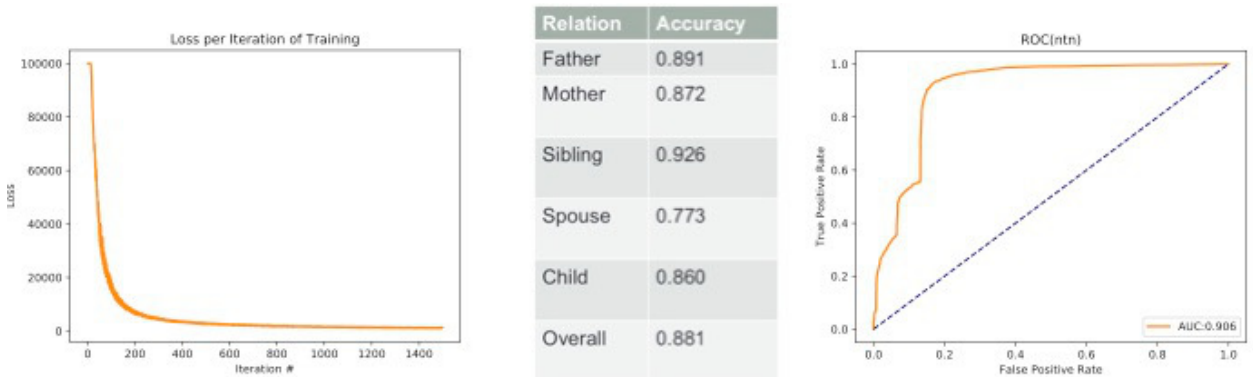 Loss per Iteration of Training
100000
80000
60000
40000
20000
0
Loss
0 200 400 600 800 1000 1200 1400
Iteration #
Relation Accuracy
Father 0.891
Mother 0.872
Sibling 0.926
Spouse 0.773
Child 0.860
Overall 0.881
ROC(ntn)
1.0
0.8
0.6
0.4
0.2
0.0
True Positive Rate
AUC:0.906
0.0 0.2 0.4 0.6 0.8 1.0
False Positive Rate